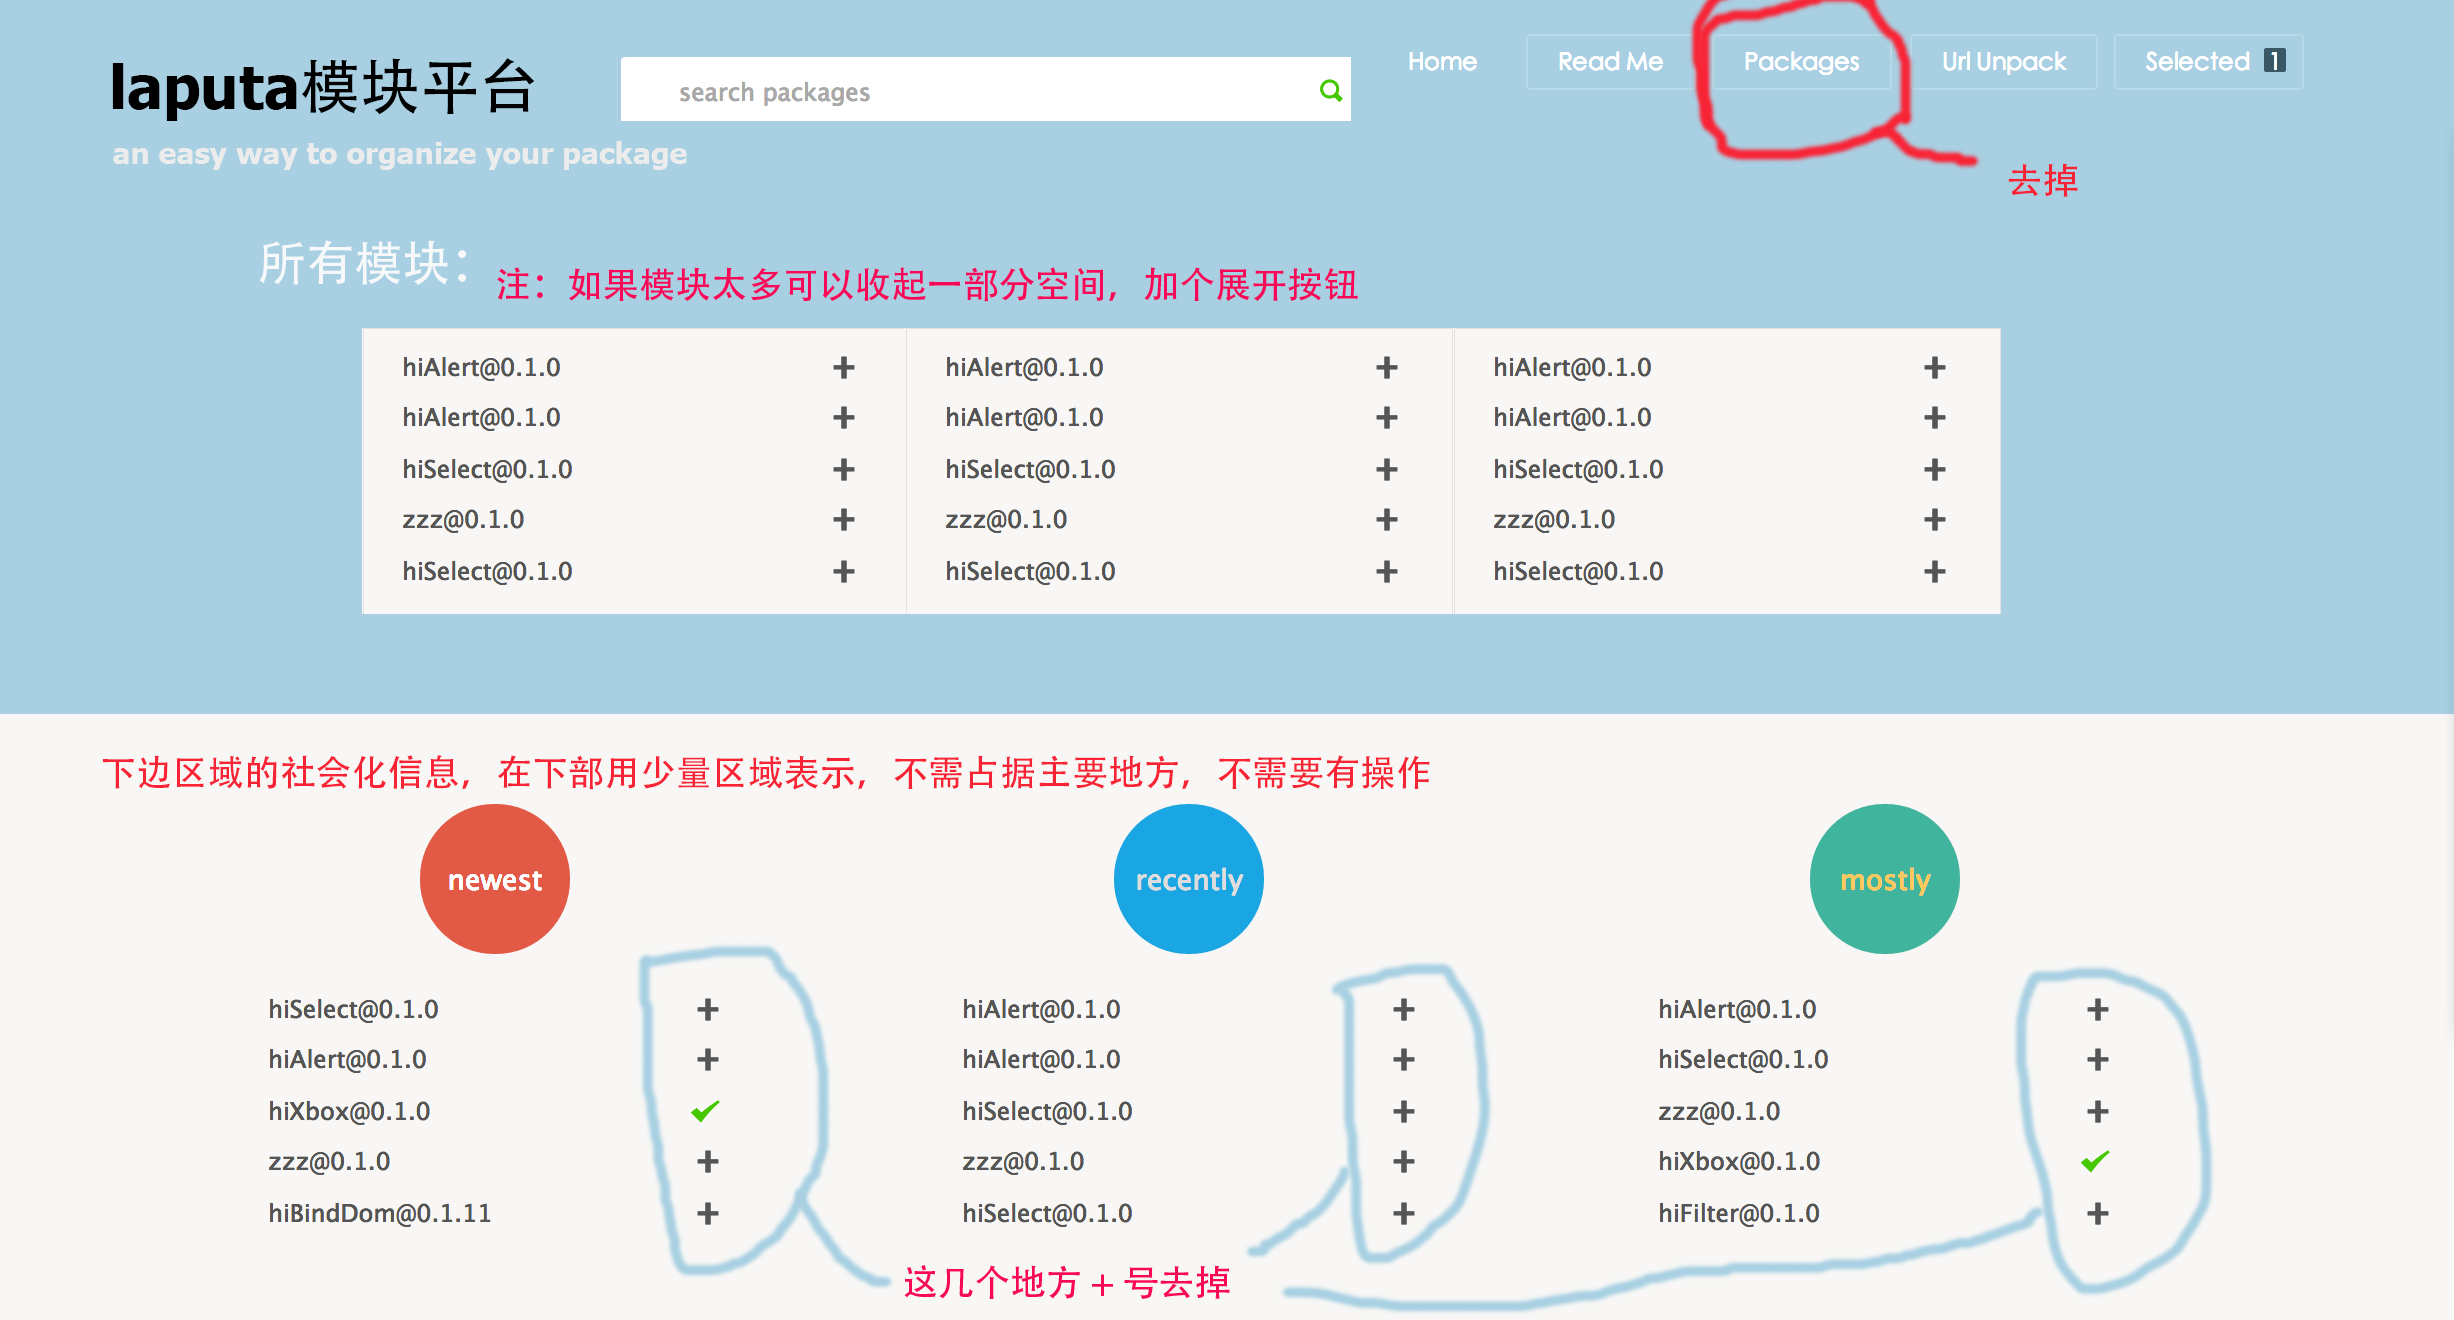 laputa模块平台
search packages
Home Read Me Packages Url Unpack Selected 1
an easy way to organize your package
去掉
所有模块：
注：如果模块太多可以收起一部分空间，加个展开按钮
hiAlert@0.1.0 + hiAlert@0.1.0 + hiAlert@0.1.0 +
hiAlert@0.1.0 + hiAlert@0.1.0 + hiAlert@0.1.0 +
hiSelect@0.1.0 + hiSelect@0.1.0 + hiSelect@0.1.0 +
zzz@0.1.0 + zzz@0.1.0 + zzz@0.1.0 +
hiSelect@0.1.0 + hiSelect@0.1.0 + hiSelect@0.1.0 +
下边区域的社会化信息，在下部用少量区域表示，不需占据主要地方，不需要有操作
newest recently mostly
hiSelect@0.1.0 + hiAlert@0.1.0 + hiAlert@0.1.0 +
hiAlert@0.1.0 + hiAlert@0.1.0 + hiSelect@0.1.0 +
hiXbox@0.1.0 ✓ hiSelect@0.1.0 + zzz@0.1.0 +
zzz@0.1.0 + zzz@0.1.0 + hiXbox@0.1.0 ✓
hiBindDom@0.1.11 + hiSelect@0.1.0 + hiFilter@0.1.0 +
这几个地方 + 号去掉